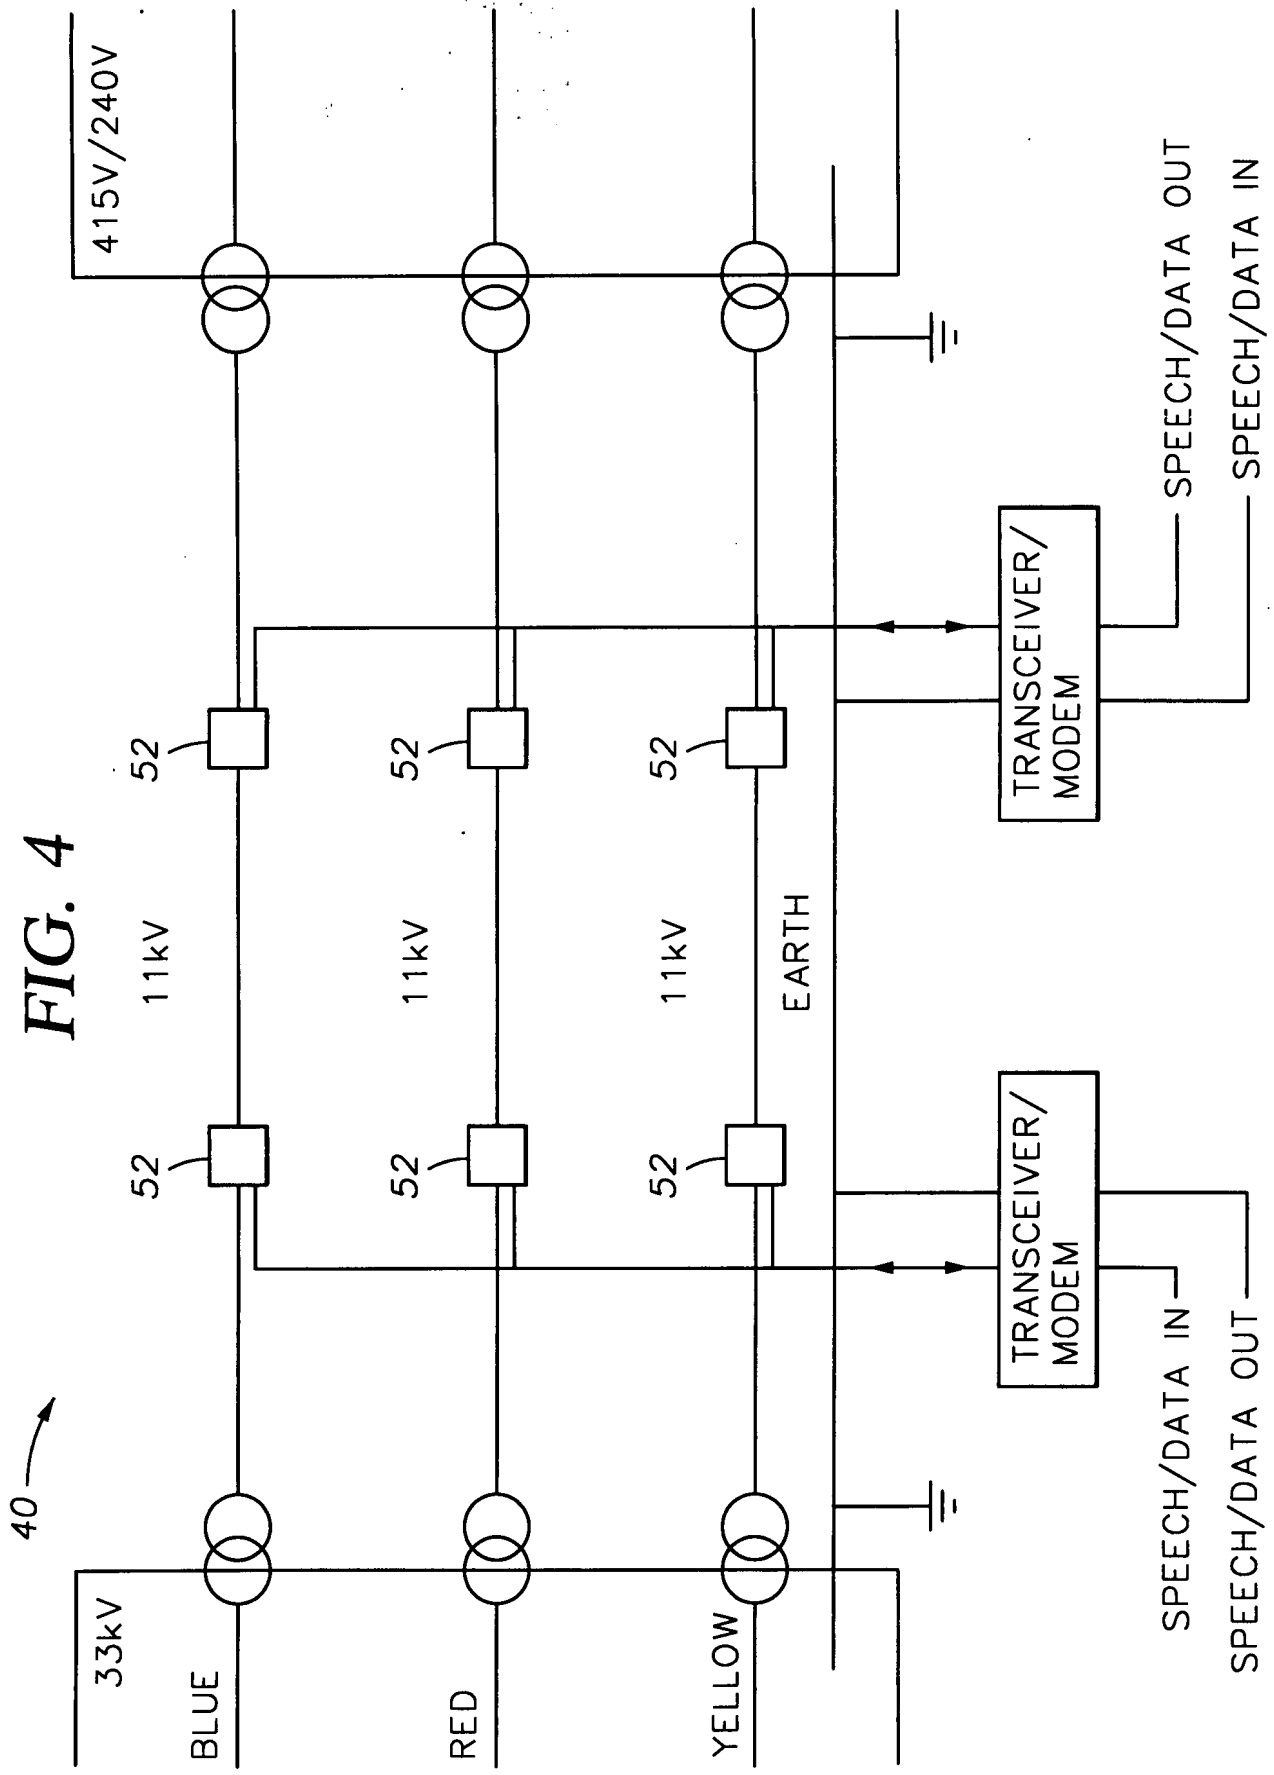 FIG. 4
40
33kV
415V/240V
BLUE
52
11kV
52
RED
52
11kV
52
YELLOW
52
11kV
52
EARTH
TRANSCEIVER/
MODEM
TRANSCEIVER/
MODEM
SPEECH/DATA IN
SPEECH/DATA OUT
SPEECH/DATA OUT
SPEECH/DATA IN